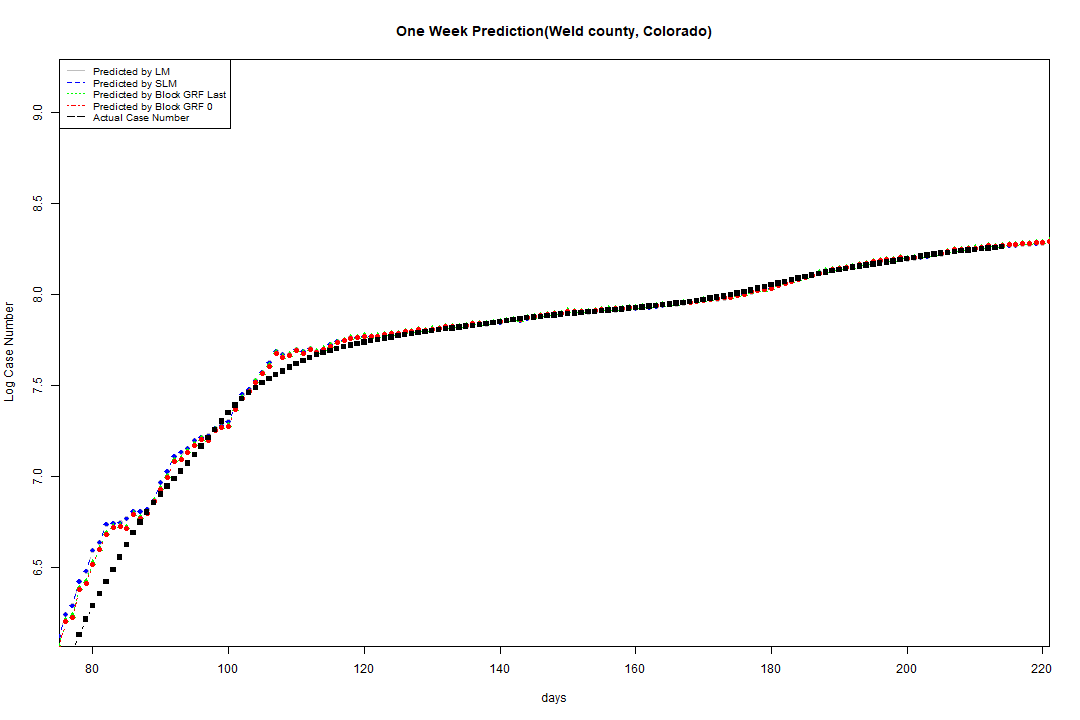 One Week Prediction(Weld county, Colorado)
Predicted by LM
Predicted by SLM
Predicted by Block GRF Last
Predicted by Block GRF 0
Actual Case Number
9.0
8.5
8.0
7.5
7.0
6.5
Log Case Number
80 100 120 140 160 180 200 220
days